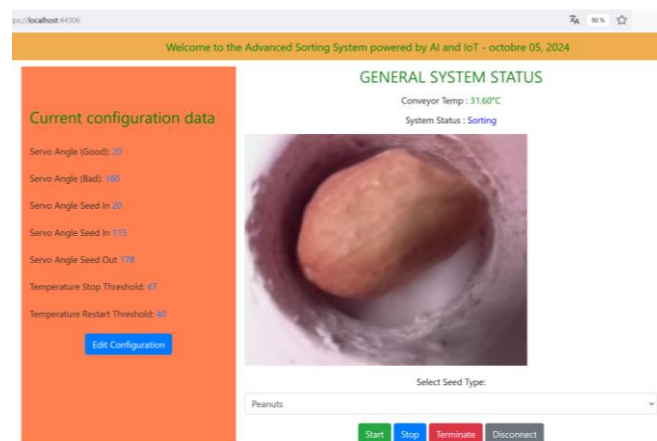 localhost:44306
90 %
Welcome to the Advanced Sorting System powered by AI and IoT - octobre 05, 2024
GENERAL SYSTEM STATUS
Conveyor Temp : 31.60°C
System Status : Sorting
Current configuration data
Servo Angle (Good): 20
Servo Angle (Bad): 180
Servo Angle Seed In 20
Servo Angle Seed In 115
Servo Angle Seed Out 178
Temperature Stop Threshold: 47
Temperature Restart Threshold: 40
Edit Configuration
Select Seed Type:
Peanuts
Start Stop Terminate Disconnect